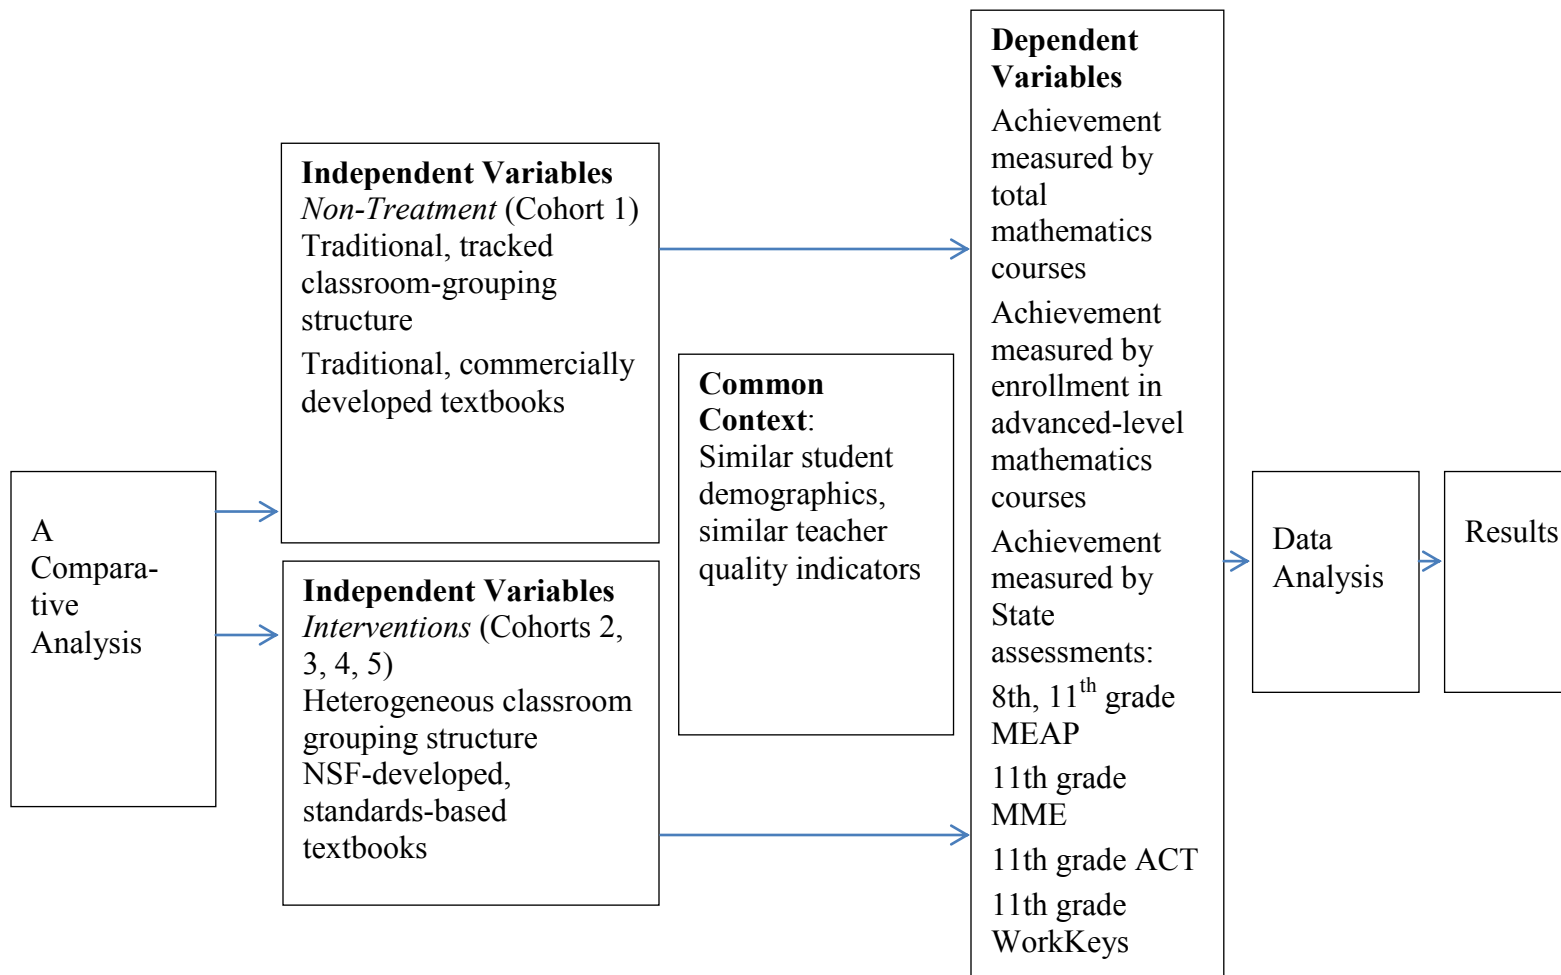 A
Compara-
tive
Analysis
Independent Variables
Non-Treatment (Cohort 1)
Traditional, tracked
classroom-grouping
structure
Traditional, commercially
developed textbooks
Independent Variables
Interventions (Cohorts 2,
3, 4, 5)
Heterogeneous classroom
grouping structure
NSF-developed,
standards-based
textbooks
Common
Context:
Similar student
demographics,
similar teacher
quality indicators
Dependent
Variables
Achievement
measured by
total
mathematics
courses
Achievement
measured by
enrollment in
advanced-level
mathematics
courses
Achievement
measured by
State
assessments:
8th, 11th grade
MEAP
11th grade
MME
11th grade ACT
11th grade
WorkKeys
Data
Analysis
Results